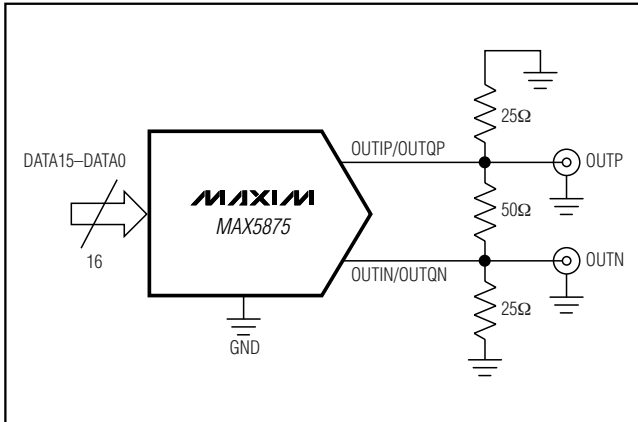 25Ω
OUTIP/OUTQP
OUTP
DATA15–DATA0
MAXIM
MAX5875
50Ω
16
OUTIN/OUTQN
OUTN
25Ω
GND